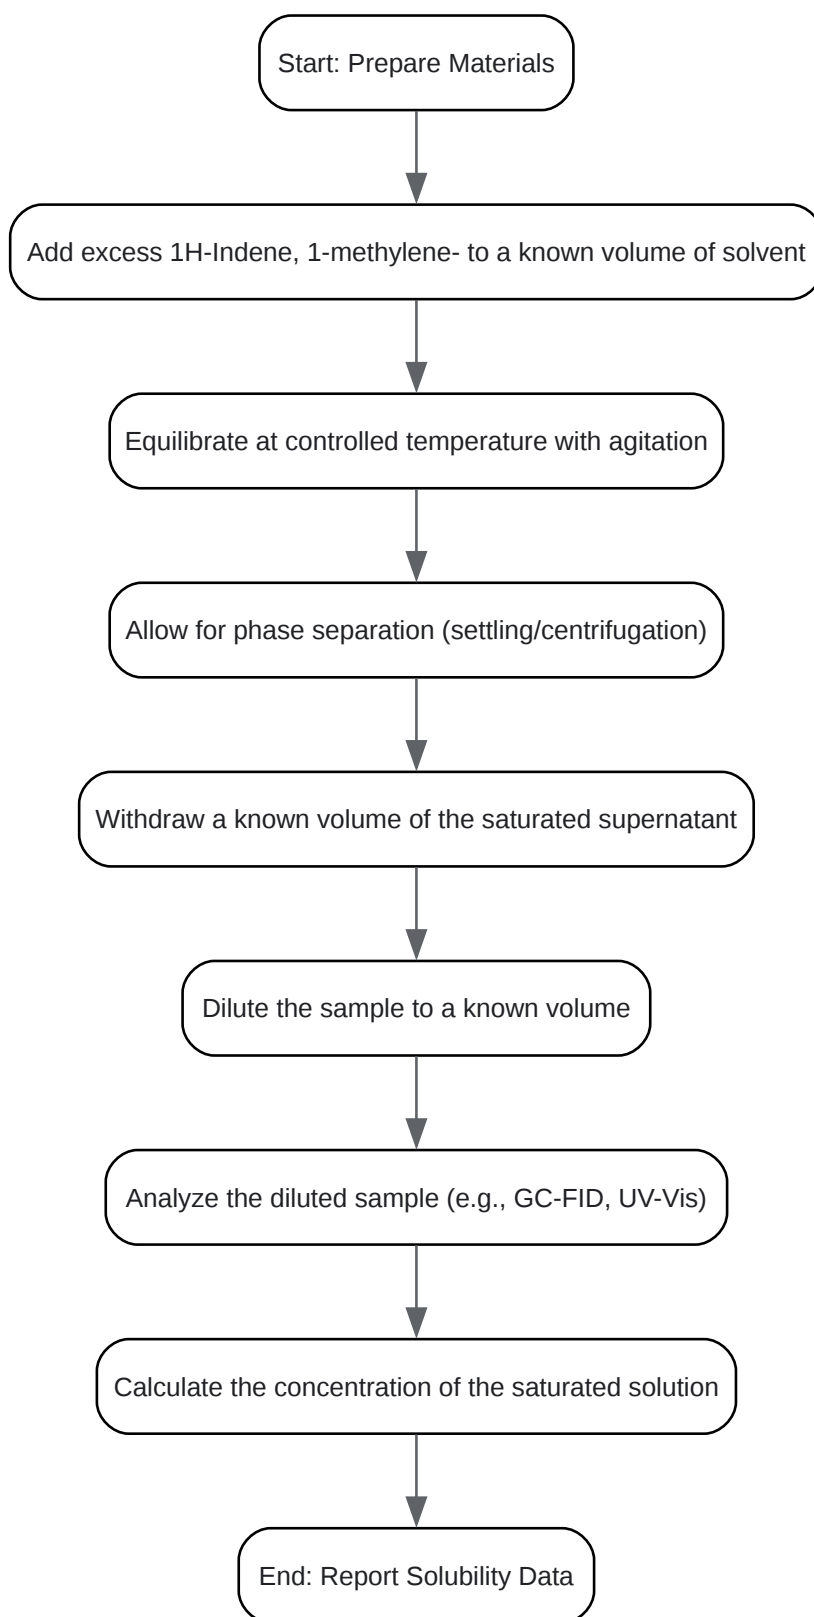 Start: Prepare Materials
Add excess 1H-Indene, 1-methylene- to a known volume of solvent
Equilibrate at controlled temperature with agitation
Allow for phase separation (settling/centrifugation)
Withdraw a known volume of the saturated supernatant
Dilute the sample to a known volume
Analyze the diluted sample (e.g., GC-FID, UV-Vis)
Calculate the concentration of the saturated solution
End: Report Solubility Data